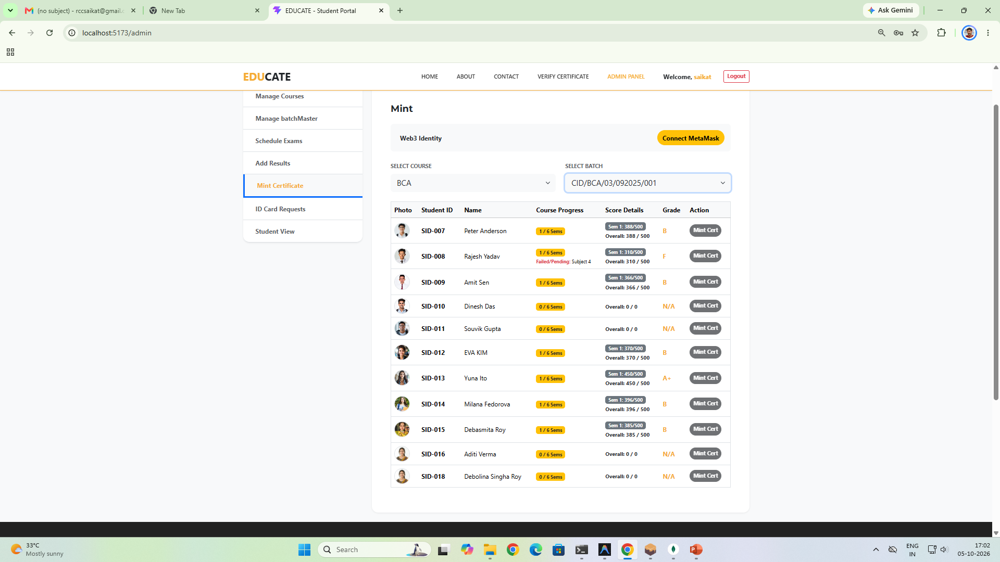 (no subject) - rccsaikat@gmail.c
New Tab
EDUCATE - Student Portal
Ask Gemini
localhost:5173/admin
EDUCATE
HOME
ABOUT
CONTACT
VERIFY CERTIFICATE
ADMIN PANEL
Welcome, saikat
Logout
Manage Courses
Manage batchMaster
Schedule Exams
Add Results
Mint Certificate
ID Card Requests
Student View
Mint
Web3 Identity
Connect MetaMask
SELECT COURSE
SELECT BATCH
BCA
CID/BCA/03/092025/001
Photo Student ID Name Course Progress Score Details Grade Action
SID-007 Peter Anderson 1 / 6 Sems Sem 1: 388/500 B Mint Cert
Overall: 388 / 500
SID-008 Rajesh Yadav 1 / 6 Sems Sem 1: 310/500 F Mint Cert
Failed/Pending: Subject 4 Overall: 310 / 500
SID-009 Amit Sen 1 / 6 Sems Sem 1: 366/500 B Mint Cert
Overall: 366 / 500
SID-010 Dinesh Das 0 / 6 Sems Overall: 0 / 0 N/A Mint Cert
SID-011 Souvik Gupta 0 / 6 Sems Overall: 0 / 0 N/A Mint Cert
SID-012 EVA KIM 1 / 6 Sems Sem 1: 370/500 B Mint Cert
Overall: 370 / 500
SID-013 Yuna Ito 1 / 6 Sems Sem 1: 450/500 A+ Mint Cert
Overall: 450 / 500
SID-014 Milana Fedorova 1 / 6 Sems Sem 1: 396/500 B Mint Cert
Overall: 396 / 500
SID-015 Debasmita Roy 1 / 6 Sems Sem 1: 385/500 B Mint Cert
Overall: 385 / 500
SID-016 Aditi Verma 0 / 6 Sems Overall: 0 / 0 N/A Mint Cert
SID-018 Debolina Singha Roy 0 / 6 Sems Overall: 0 / 0 N/A Mint Cert
33°C
Mostly sunny
Search
ENG
IN
17:02
05-10-2026